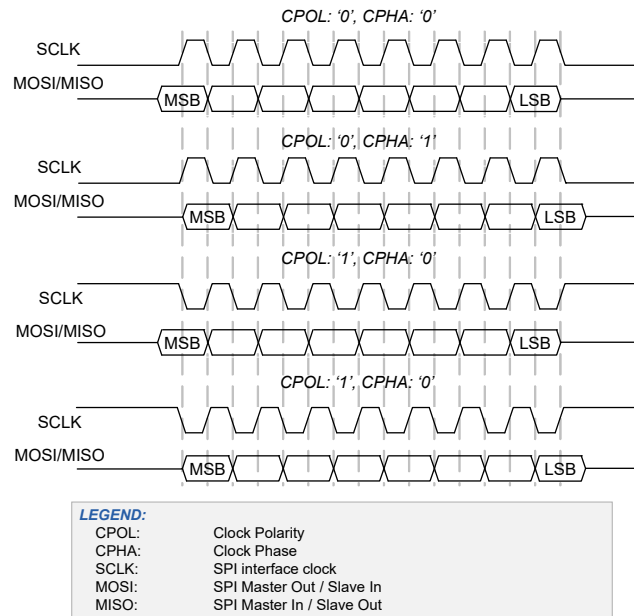 CPOL: ‘0’, CPHA: ‘0’
SCLK
MOSI/MISO
MSB LSB
CPOL: ‘0’, CPHA: ‘1’
SCLK
MOSI/MISO
MSB LSB
CPOL: ‘1’, CPHA: ‘0’
SCLK
MOSI/MISO
MSB LSB
CPOL: ‘1’, CPHA: ‘0’
SCLK
MOSI/MISO
MSB LSB
LEGEND:
CPOL: Clock Polarity
CPHA: Clock Phase
SCLK: SPI interface clock
MOSI: SPI Master Out / Slave In
MISO: SPI Master In / Slave Out